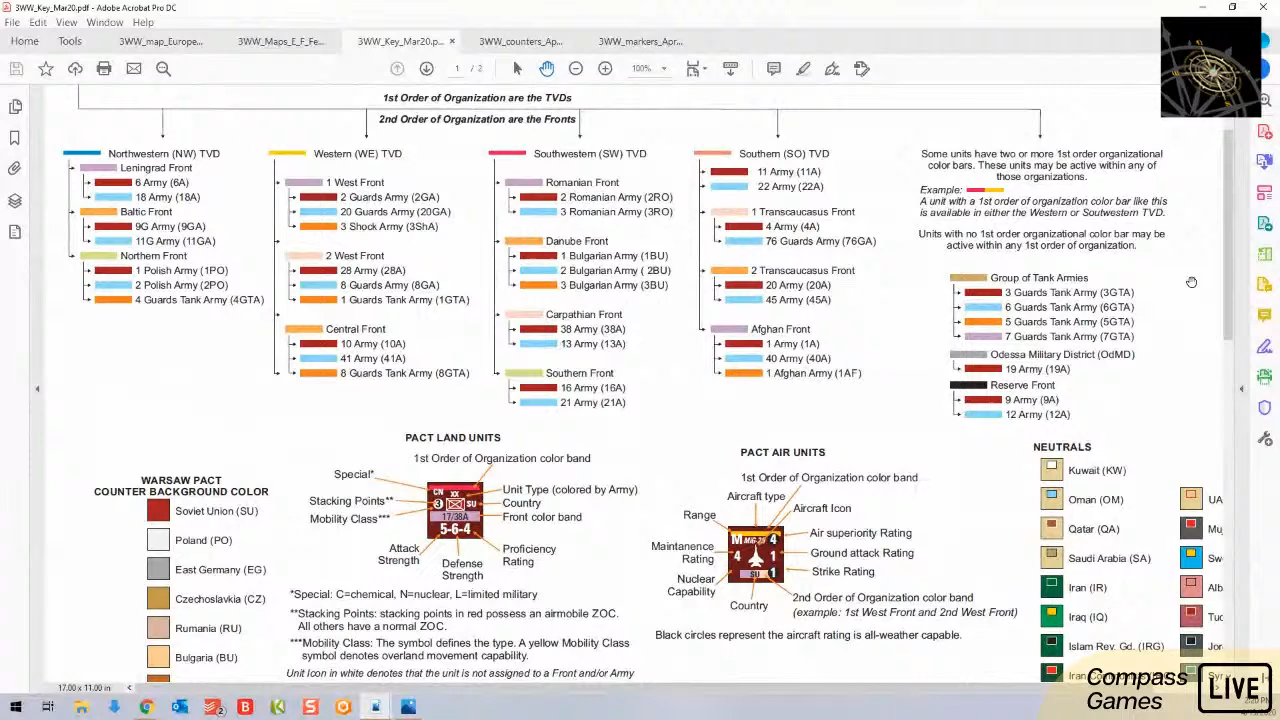 3WW_Key_Mar20.pdf - Adobe Acrobat Pro DC
File Edit View Window Help
Home Tools 3WW_map_Europe... 3WW_Maps_E_F_Fe... 3WW_Key_Mar20.p... × 3WW_counters_Ap... 3WW_markers_Apr...
1 / 2 100%
1st Order of Organization are the TVDs
2nd Order of Organization are the Fronts
Northwestern (NW) TVD
Leningrad Front
6 Army (6A)
18 Army (18A)
Baltic Front
9G Army (9GA)
11G Army (11GA)
Northern Front
1 Polish Army (1PO)
2 Polish Army (2PO)
4 Guards Tank Army (4GTA)
Western (WE) TVD
1 West Front
2 Guards Army (2GA)
20 Guards Army (20GA)
3 Shock Army (3ShA)
2 West Front
28 Army (28A)
8 Guards Army (8GA)
1 Guards Tank Army (1GTA)
Central Front
10 Army (10A)
41 Army (41A)
8 Guards Tank Army (8GTA)
Southwestern (SW) TVD
Romanian Front
2 Romanian Army (2RO)
3 Romanian Army (3RO)
Danube Front
1 Bulgarian Army (1BU)
2 Bulgarian Army ( 2BU)
3 Bulgarian Army (3BU)
Carpathian Front
38 Army (38A)
13 Army (13A)
Southern Front
16 Army (16A)
21 Army (21A)
Southern (SO) TVD
11 Army (11A)
22 Army (22A)
1 Transcaucasus Front
4 Army (4A)
76 Guards Army (76GA)
2 Transcaucasus Front
20 Army (20A)
45 Army (45A)
Afghan Front
1 Army (1A)
40 Army (40A)
1 Afghan Army (1AF)
Some units have two or more 1st order organizational
color bars. These units may be active within any of
those organizations.
Example:
A unit with a 1st order of organization color bar like this
is available in either the Western or Soutwestern TVD.
Units with no 1st order organizational color bar may be
active within any 1st order of organization.
Group of Tank Armies
3 Guards Tank Army (3GTA)
6 Guards Tank Army (6GTA)
5 Guards Tank Army (5GTA)
7 Guards Tank Army (7GTA)
Odessa Military District (OdMD)
19 Army (19A)
Reserve Front
9 Army (9A)
12 Army (12A)
WARSAW PACT
COUNTER BACKGROUND COLOR
Soviet Union (SU)
Poland (PO)
East Germany (EG)
Czechoslavkia (CZ)
Rumania (RU)
Bulgaria (BU)
PACT LAND UNITS
1st Order of Organization color band
Special*
Stacking Points**
Mobility Class***
CN XX
3 SU
17/38A
5-6-4
Unit Type (colored by Army)
Country
Front color band
Attack
Strength
Defense
Strength
Proficiency
Rating
*Special: C=chemical, N=nuclear, L=limited military
**Stacking Points: stacking points in red possess an airmobile ZOC.
All others have a normal ZOC.
***Mobility Class: The symbol defines the type. A yellow Mobility Class
symbol denotes overland movement capability.
Unit Icon in white denotes that the unit is not assigned to a Front and/or Army
PACT AIR UNITS
1st Order of Organization color band
Aircraft type
Aircraft Icon
Range
Air superiority Rating
Maintanence
Rating
Ground attack Rating
Strike Rating
Nuclear
Capability
Country
M MiG-25 4
4 1
SU 1
2nd Order of Organization color band
(example: 1st West Front and 2nd West Front)
Black circles represent the aircraft rating is all-weather capable.
NEUTRALS
Kuwait (KW)
Oman (OM)
Qatar (QA)
Saudi Arabia (SA)
Iran (IR)
Iraq (IQ)
Islam Rev. Gd. (IRG)
UA
Muj
Sw
Alb
Tud
Jor
Compass
Games
LIVE
17.00 x 11.00 in